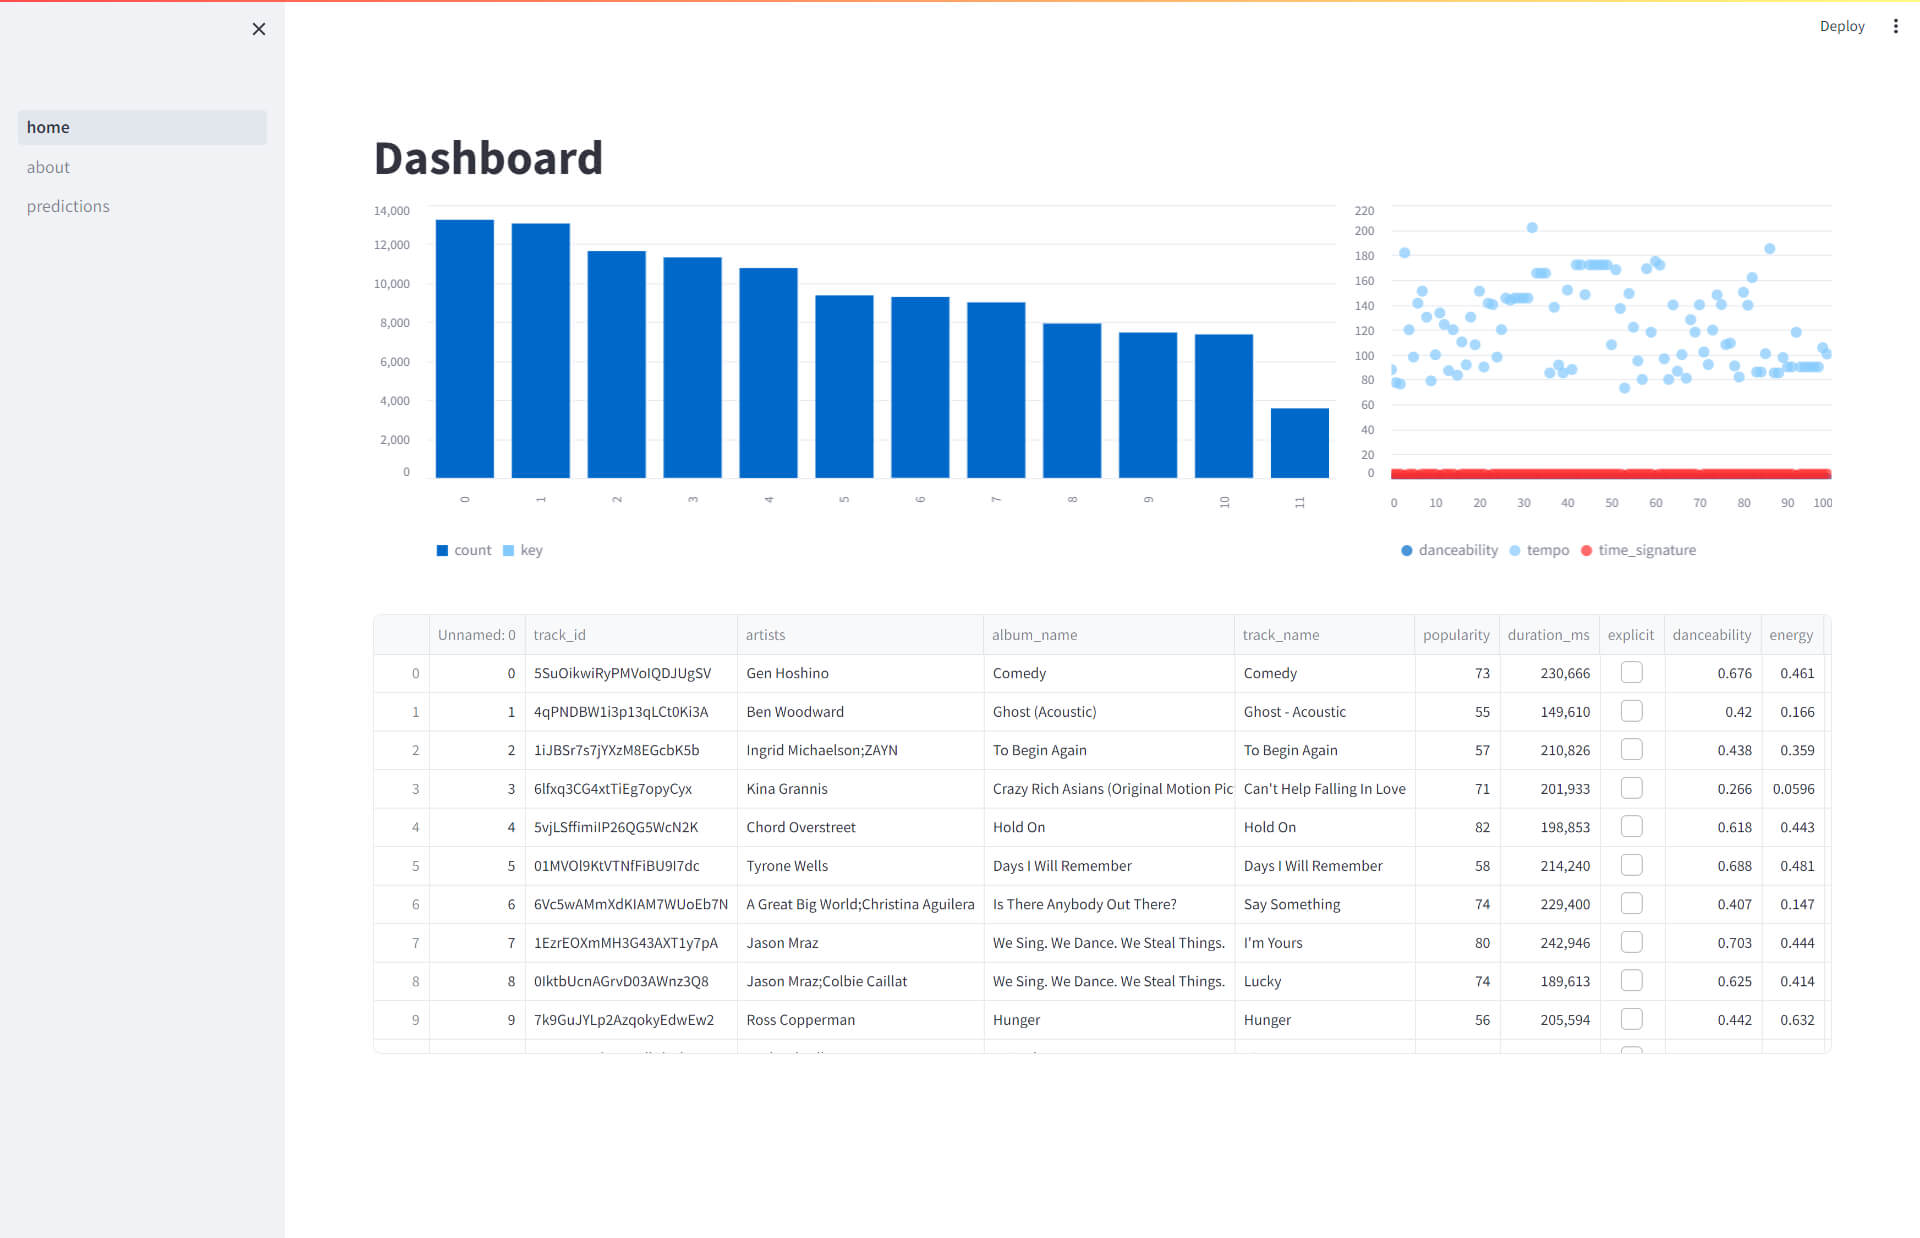 Deploy
home
about
predictions
Dashboard
14,000
12,000
10,000
8,000
6,000
4,000
2,000
0
0 1 2 3 4 5 6 7 8 9 10 11
count key
220
200
180
160
140
120
100
80
60
40
20
0
0 10 20 30 40 50 60 70 80 90 100
danceability tempo time_signature
Unnamed: 0 track_id artists album_name track_name popularity duration_ms explicit danceability energy
0 0 5SuOikwiRyPMVoIQDJUgSV Gen Hoshino Comedy Comedy 73 230,666 0.676 0.461
1 1 4qPNDBW1i3p13qLCt0Ki3A Ben Woodward Ghost (Acoustic) Ghost - Acoustic 55 149,610 0.42 0.166
2 2 1iJBSr7s7jYXzM8EGcbK5b Ingrid Michaelson;ZAYN To Begin Again To Begin Again 57 210,826 0.438 0.359
3 3 6lfxq3CG4xtTiEg7opyCyx Kina Grannis Crazy Rich Asians (Original Motion Pic Can't Help Falling In Love 71 201,933 0.266 0.0596
4 4 5vjLSffimiIP26QG5WcN2K Chord Overstreet Hold On Hold On 82 198,853 0.618 0.443
5 5 01MVOl9KtVTNfFiBU9I7dc Tyrone Wells Days I Will Remember Days I Will Remember 58 214,240 0.688 0.481
6 6 6Vc5wAMmXdKIAM7WUoEb7N A Great Big World;Christina Aguilera Is There Anybody Out There? Say Something 74 229,400 0.407 0.147
7 7 1EzrEOXmMH3G43AXT1y7pA Jason Mraz We Sing. We Dance. We Steal Things. I'm Yours 80 242,946 0.703 0.444
8 8 0IktbUcnAGrvD03AWnz3Q8 Jason Mraz;Colbie Caillat We Sing. We Dance. We Steal Things. Lucky 74 189,613 0.625 0.414
9 9 7k9GuJYLp2AzqokyEdwEw2 Ross Copperman Hunger Hunger 56 205,594 0.442 0.632